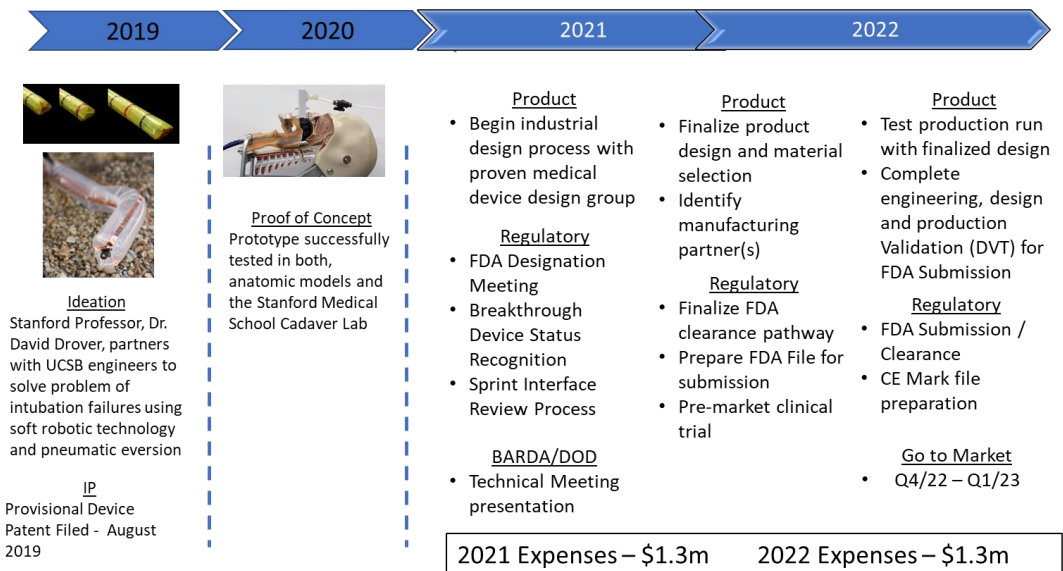 2019
2020
2021
2022
Ideation
Stanford Professor, Dr.
David Drover, partners
with UCSB engineers to
solve problem of
intubation failures using
soft robotic technology
and pneumatic eversion
IP
Provisional Device
Patent Filed - August
2019
Proof of Concept
Prototype successfully
tested in both,
anatomic models and
the Stanford Medical
School Cadaver Lab
Product
• Begin industrial
design process with
proven medical
device design group
Regulatory
• FDA Designation
Meeting
• Breakthrough
Device Status
Recognition
• Sprint Interface
Review Process
BARDA/DOD
• Technical Meeting
presentation
Product
• Finalize product
design and material
selection
• Identify
manufacturing
partner(s)
Regulatory
• Finalize FDA
clearance pathway
• Prepare FDA File for
submission
• Pre-market clinical
trial
Product
• Test production run
with finalized design
• Complete
engineering, design
and production
Validation (DVT) for
FDA Submission
Regulatory
• FDA Submission /
Clearance
• CE Mark file
preparation
Go to Market
• Q4/22 – Q1/23
2021 Expenses – $1.3m
2022 Expenses – $1.3m